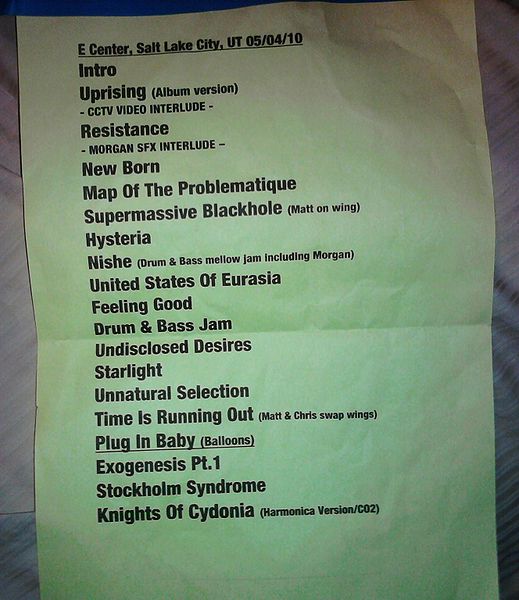 E Center, Salt Lake City, UT 05/04/10
Intro
Uprising (Album version)
- CCTV VIDEO INTERLUDE -
Resistance
- MORGAN SFX INTERLUDE –
New Born
Map Of The Problematique
Supermassive Blackhole (Matt on wing)
Hysteria
Nishe (Drum & Bass mellow jam including Morgan)
United States Of Eurasia
Feeling Good
Drum & Bass Jam
Undisclosed Desires
Starlight
Unnatural Selection
Time Is Running Out (Matt & Chris swap wings)
Plug In Baby (Balloons)
Exogenesis Pt.1
Stockholm Syndrome
Knights Of Cydonia (Harmonica Version/CO2)